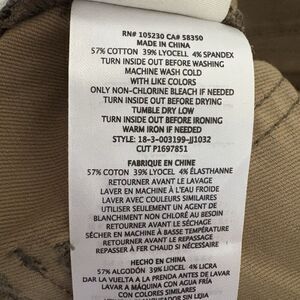 RN# 105230 CA# 58350
MADE IN CHINA
57% COTTON 39% LYOCEL 4% SPANDEX
TURN INSIDE OUT BEFORE WASHING
MACHINE WASH COLD
WITH LIKE COLORS
ONLY NON-CHLORINE BLEACH IF NEEDED
TURN INSIDE OUT BEFORE DRYING
TUMBLE DRY LOW
TURN INSIDE OUT BEFORE IRONING
WARM IRON IF NEEDED
STYLE: 18-3-003199-JJ1032
CUT P1697851
FABRIQUE EN CHINE
57% COTON 39% LYOCEL 4% ÉLASTHANNE
RETOURNER AVANT LE LAVAGE
LAVER EN MACHINE À L'EAU FROIDE
LAVER AVEC COULEURS SIMILAIRES
UTILISER SEULEMENT UN AGENT DE
BLANCHIMENT NON CHLORÉ AU BESOIN
RETOURNER AVANT LE SÉCHAGE
SÉCHER EN MACHINE À BASSE TEMPÉRATURE
RETOURNER AVANT REPASSAGE
REPASSER À FER CHAUD SI NÉCESSAIRE
HECHO EN CHINA
57% ALGODÓN 39% LIOCEL 4% LICRA
DAR LA VUELTA A LA PRENDA ANTES DE LAVAR
LAVAR A MÁQUINA CON AGUA FRÍA